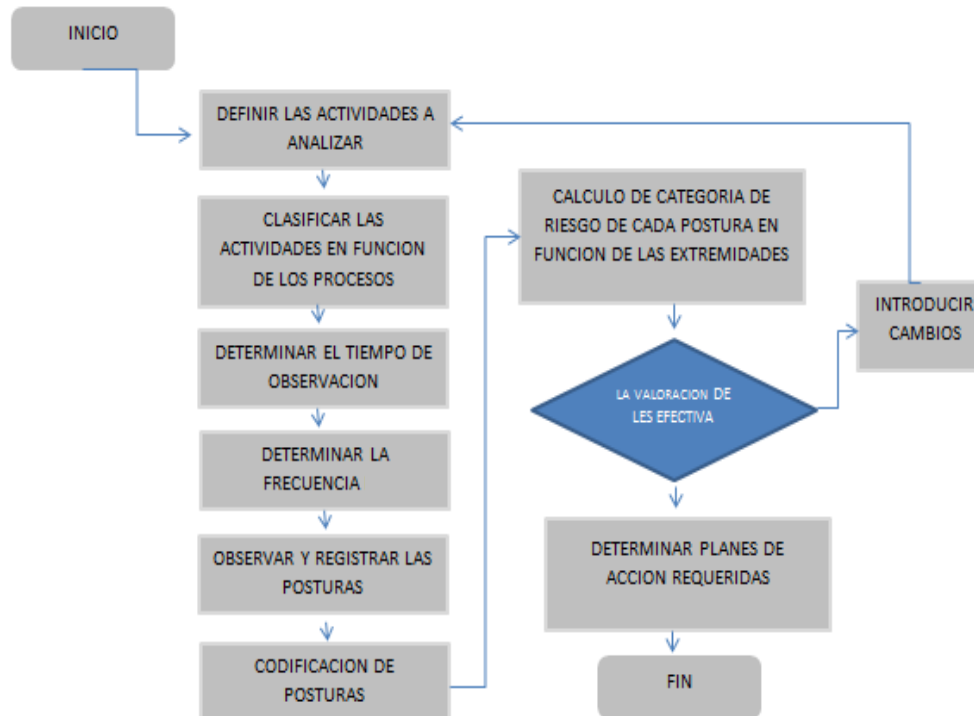 INICIO
DEFINIR LAS ACTIVIDADES A
ANALIZAR
CLASIFICAR LAS
ACTIVIDADES EN FUNCION
DE LOS PROCESOS
DETERMINAR EL TIEMPO DE
OBSERVACION
DETERMINAR LA
FRECUENCIA
OBSERVAR Y REGISTRAR LAS
POSTURAS
CODIFICACION DE
POSTURAS
CALCULO DE CATEGORIA DE
RIESGO DE CADA POSTURA EN
FUNCION DE LAS EXTREMIDADES
LA VALORACION DE
LES EFECTIVA
INTRODUCIR
CAMBIOS
DETERMINAR PLANES DE
ACCION REQUERIDAS
FIN